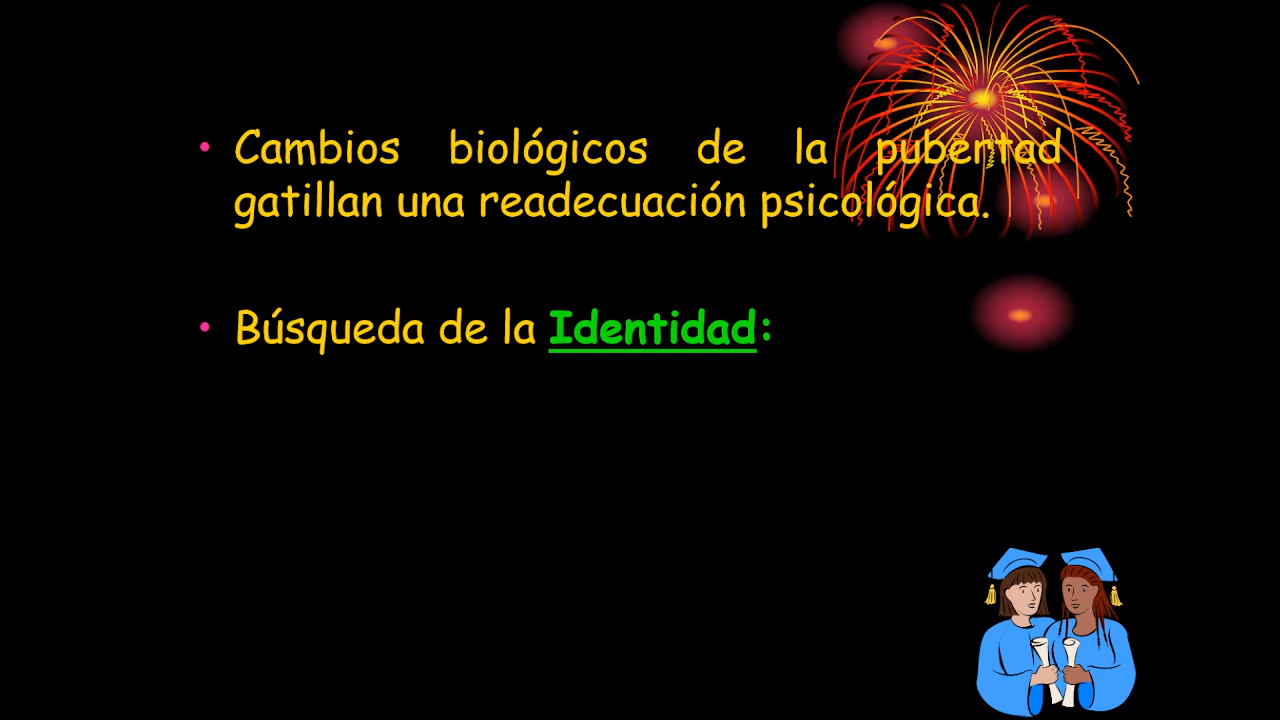 • Cambios biológicos de la pubertad
gatillan una readecuación psicológica.
• Búsqueda de la Identidad: